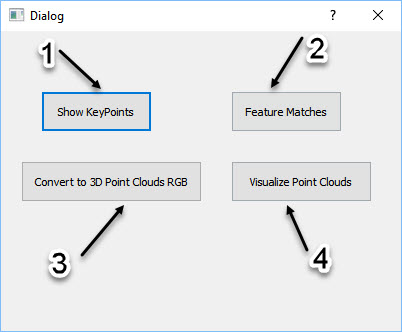 Dialog
?
1
2
Show KeyPoints
Feature Matches
Convert to 3D Point Clouds RGB
Visualize Point Clouds
3
4